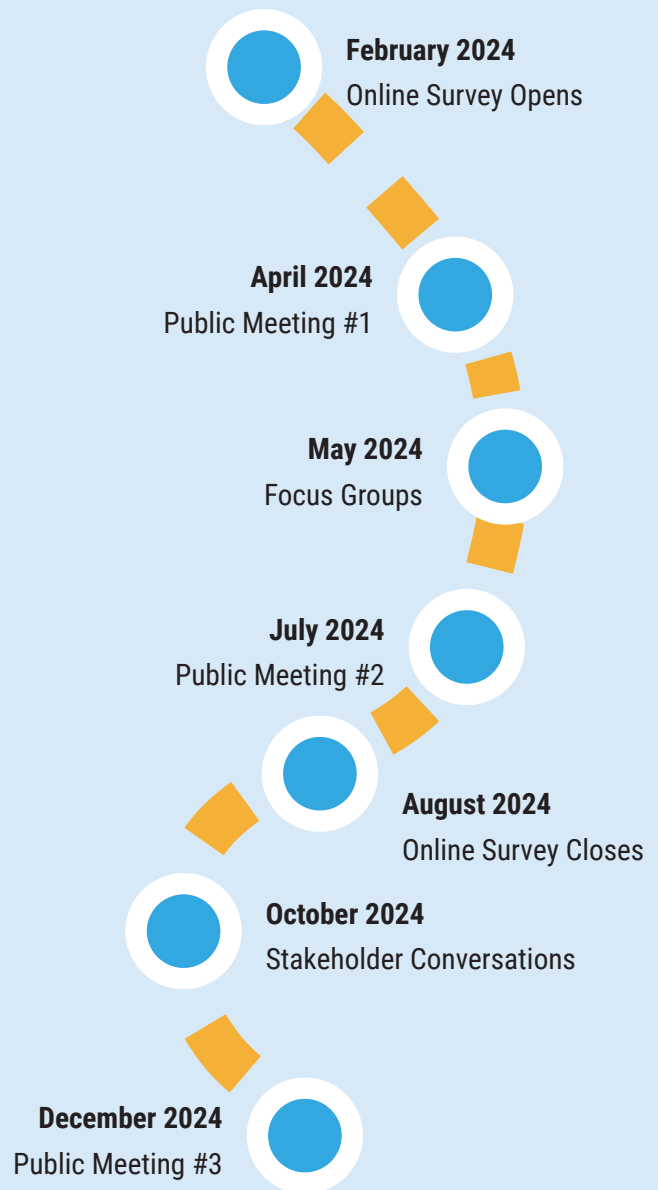 February 2024
Online Survey Opens
April 2024
Public Meeting #1
May 2024
Focus Groups
July 2024
Public Meeting #2
August 2024
Online Survey Closes
October 2024
Stakeholder Conversations
December 2024
Public Meeting #3